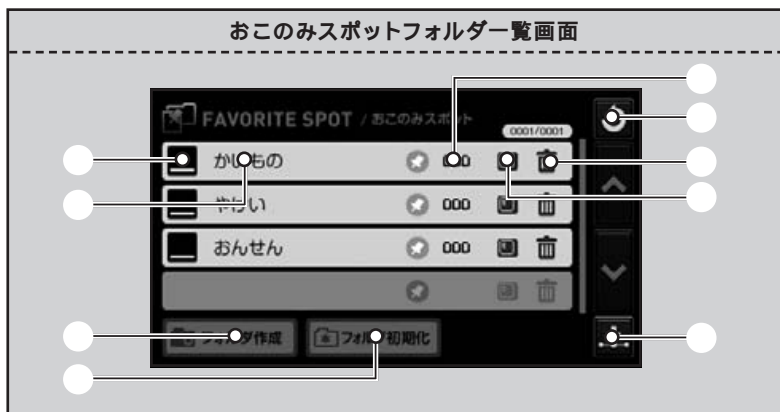 おこのみスポットフォルダ一覧画面
FAVORITE SPOT / おこのみスポット
0001/0001
かいもの 000
やけい 000
おんせん 000
フォルダ作成 フォルダ初期化